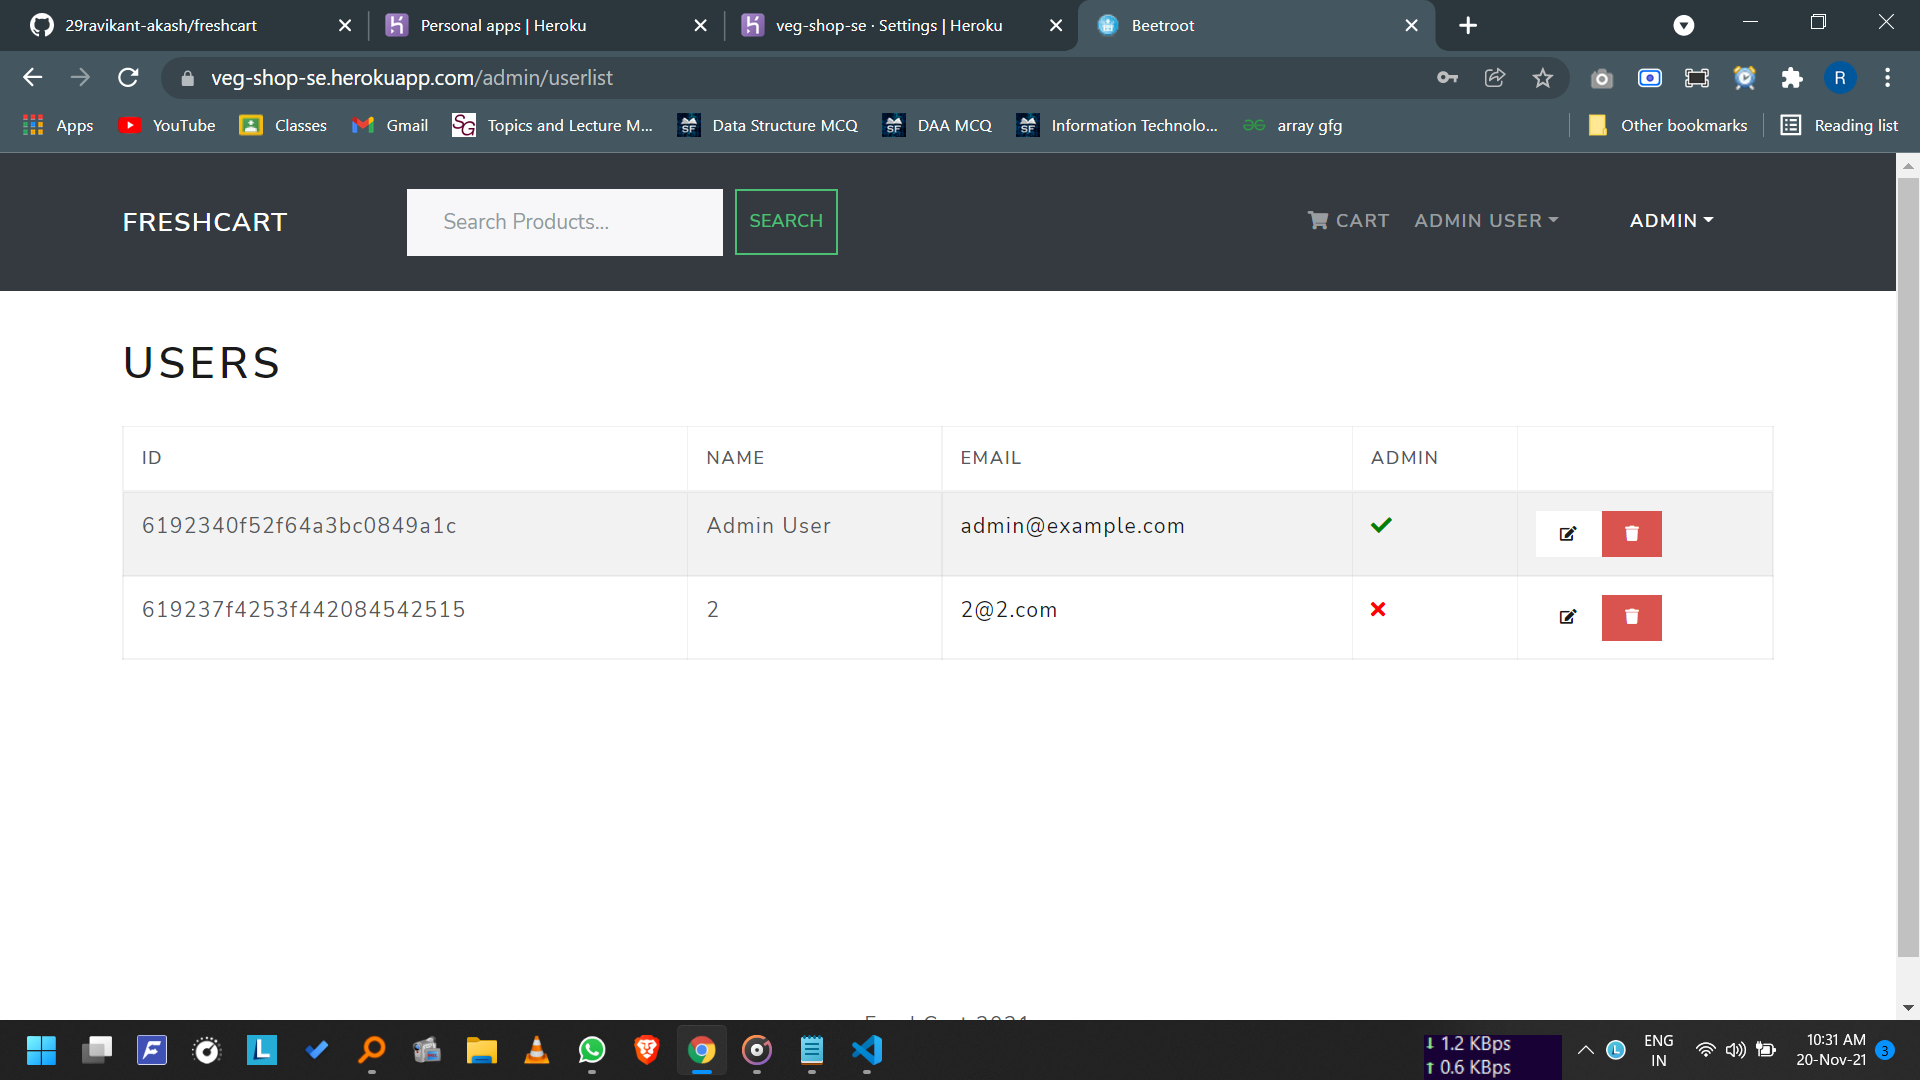 29ravikant-akash/freshcart
Personal apps | Heroku
veg-shop-se · Settings | Heroku
Beetroot
veg-shop-se.herokuapp.com/admin/userlist
R
Apps
YouTube
Classes
Gmail
Topics and Lecture M...
Data Structure MCQ
DAA MCQ
Information Technolo...
array gfg
Other bookmarks
Reading list
FRESHCART
Search Products...
SEARCH
CART
ADMIN USER
ADMIN
USERS
ID NAME EMAIL ADMIN
6192340f52f64a3bc0849a1c Admin User admin@example.com
619237f4253f442084542515 2 2@2.com
1.2 KBps
0.6 KBps
ENG
IN
10:31 AM
20-Nov-21
3